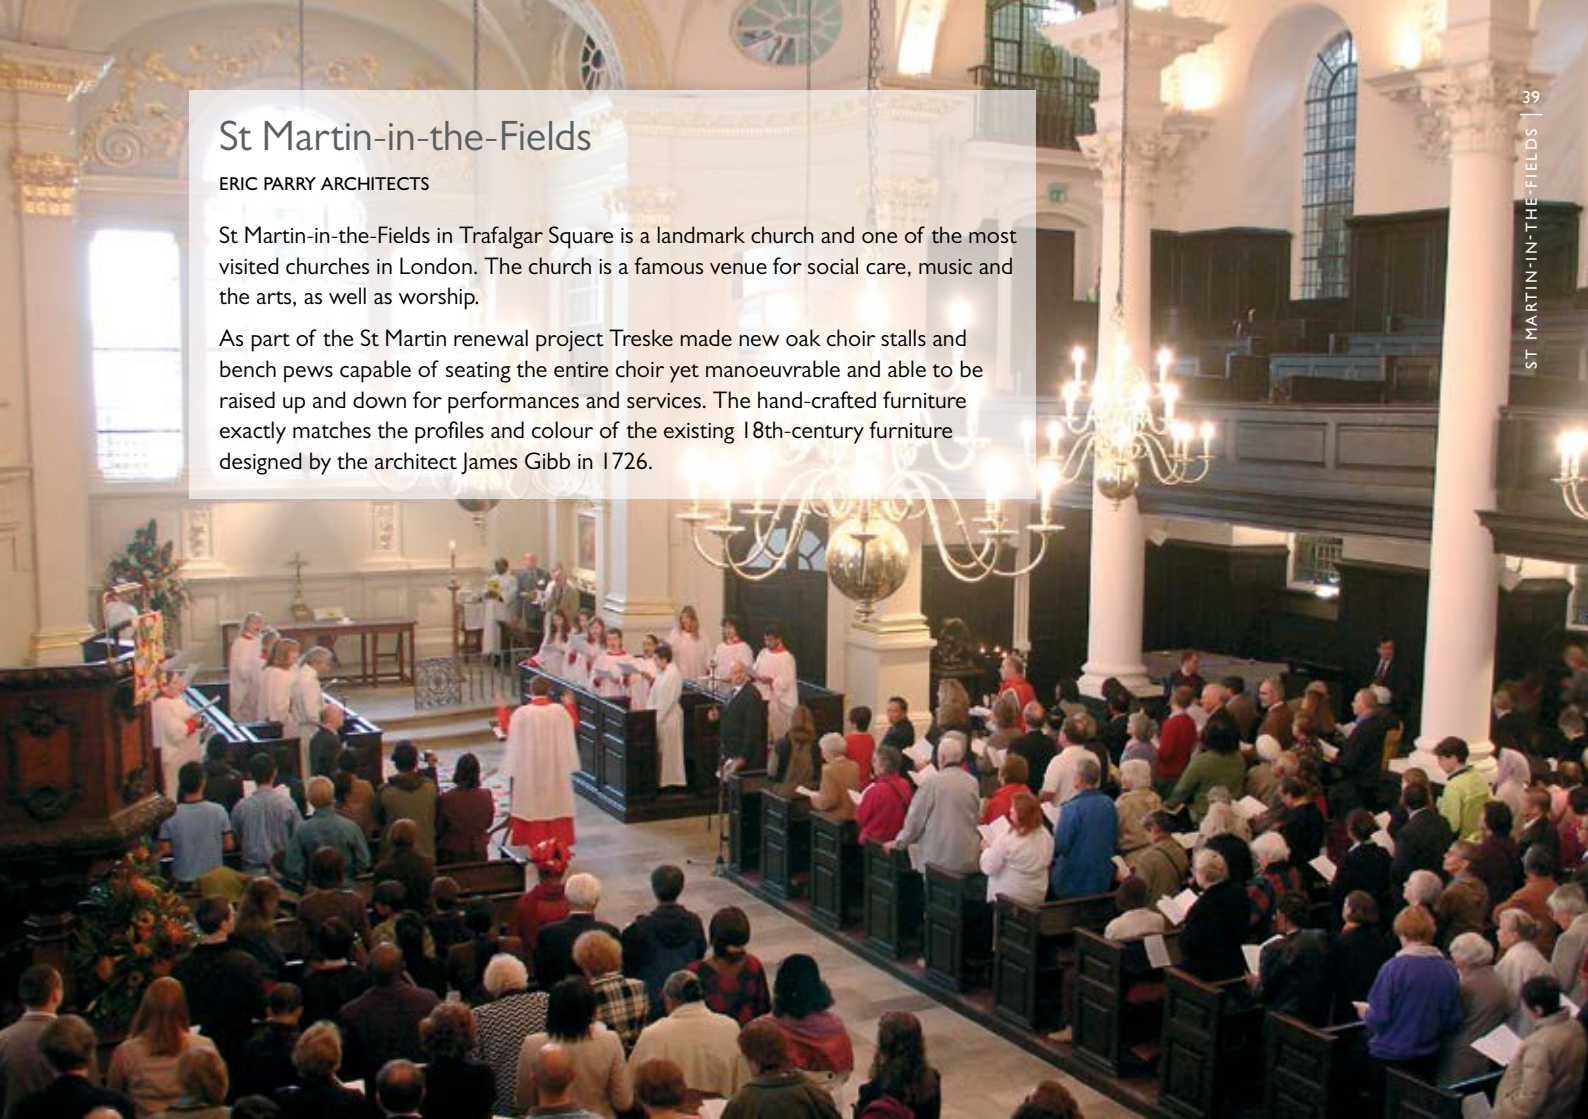 St Martin-in-the-Fields
ERIC PARRY ARCHITECTS
St Martin-in-the-Fields in Trafalgar Square is a landmark church and one of the most
visited churches in London. The church is a famous venue for social care, music and
the arts, as well as worship.
As part of the St Martin renewal project Treske made new oak choir stalls and
bench pews capable of seating the entire choir yet manoeuvrable and able to be
raised up and down for performances and services. The hand-crafted furniture
exactly matches the profiles and colour of the existing 18th-century furniture
designed by the architect James Gibb in 1726.
ST MARTIN-IN-THE-FIELDS | 39